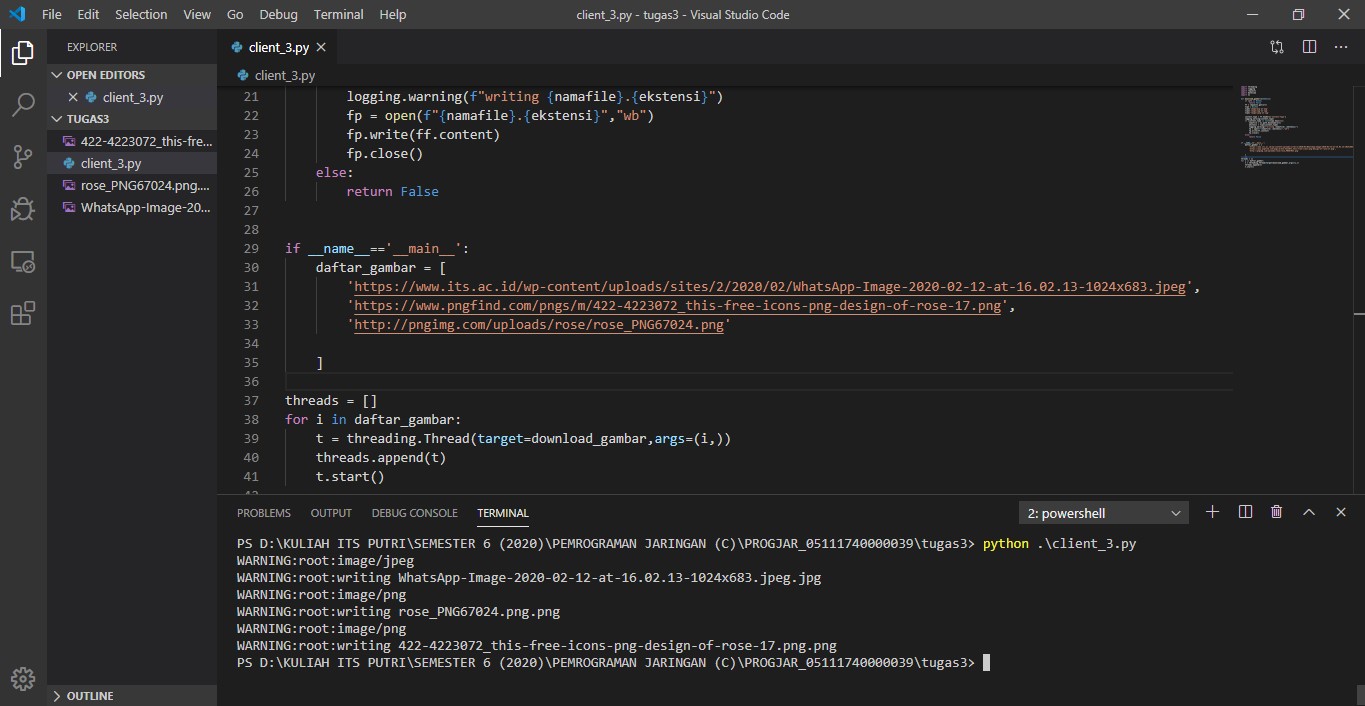 File Edit Selection View Go Debug Terminal Help client_3.py - tugas3 - Visual Studio Code
EXPLORER
OPEN EDITORS
client_3.py
TUGAS3
422-4223072_this-fre...
client_3.py
rose_PNG67024.png....
WhatsApp-Image-20...
OUTLINE
client_3.py
client_3.py
21 logging.warning(f"writing {namafile}.{ekstensi}")
22 fp = open(f"{namafile}.{ekstensi}","wb")
23 fp.write(ff.content)
24 fp.close()
25 else:
26 return False
27
28
29 if __name__=='__main__':
30 daftar_gambar = [
31 'https://www.its.ac.id/wp-content/uploads/sites/2/2020/02/WhatsApp-Image-2020-02-12-at-16.02.13-1024x683.jpeg',
32 'https://www.pngfind.com/pngs/m/422-4223072_this-free-icons-png-design-of-rose-17.png',
33 'http://pngimg.com/uploads/rose/rose_PNG67024.png'
34
35 ]
36
37 threads = []
38 for i in daftar_gambar:
39 t = threading.Thread(target=download_gambar,args=(i,))
40 threads.append(t)
41 t.start()
PROBLEMS OUTPUT DEBUG CONSOLE TERMINAL 2: powershell
PS D:\KULIAH ITS PUTRI\SEMESTER 6 (2020)\PEMROGRAMAN JARINGAN (C)\PROGJAR_05111740000039\tugas3> python .\client_3.py
WARNING:root:image/jpeg
WARNING:root:writing WhatsApp-Image-2020-02-12-at-16.02.13-1024x683.jpeg.jpg
WARNING:root:image/png
WARNING:root:writing rose_PNG67024.png.png
WARNING:root:image/png
WARNING:root:writing 422-4223072_this-free-icons-png-design-of-rose-17.png.png
PS D:\KULIAH ITS PUTRI\SEMESTER 6 (2020)\PEMROGRAMAN JARINGAN (C)\PROGJAR_05111740000039\tugas3>